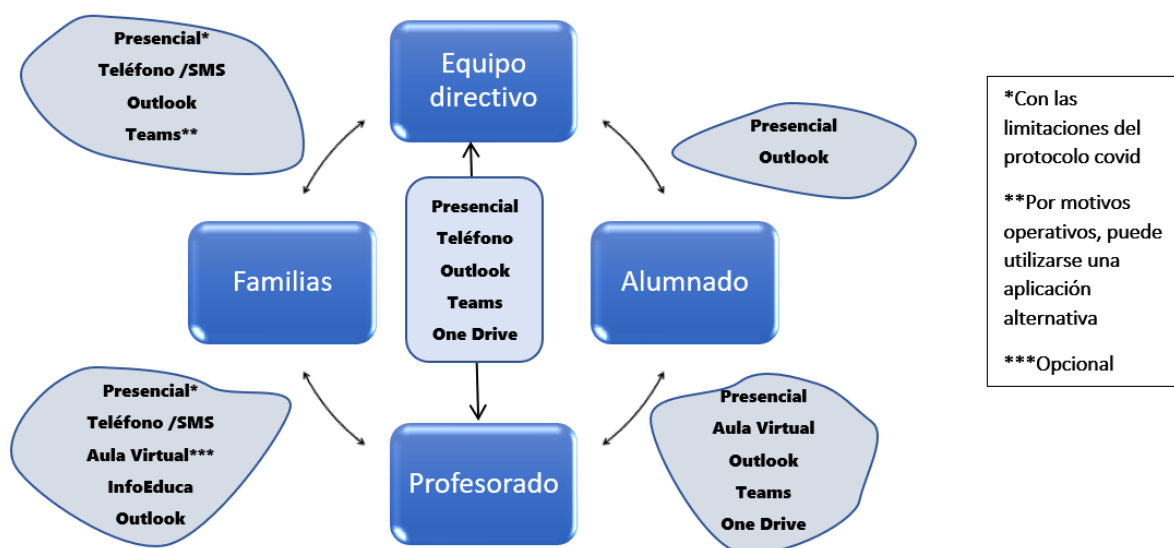 Presencial*
Teléfono /SMS
Outlook
Teams**
Equipo
directivo
Presencial
Outlook
*Con las
limitaciones del
protocolo covid
**Por motivos
operativos, puede
utilizarse una
aplicación
alternativa
***Opcional
Familias
Presencial
Teléfono
Outlook
Teams
One Drive
Alumnado
Presencial*
Teléfono /SMS
Aula Virtual***
InfoEduca
Outlook
Profesorado
Presencial
Aula Virtual
Outlook
Teams
One Drive